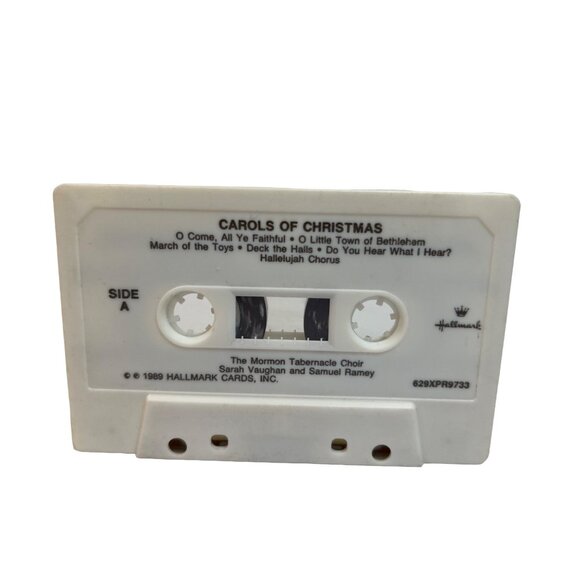 CAROLS OF CHRISTMAS
O Come, All Ye Faithful • O Little Town of Bethlehem
March of the Toys • Deck the Halls • Do You Hear What I Hear?
Hallelujah Chorus
SIDE
A
Hallmark
The Mormon Tabernacle Choir
Sarah Vaughan and Samuel Ramey
© ℗ 1989 HALLMARK CARDS, INC.
629XPR9733